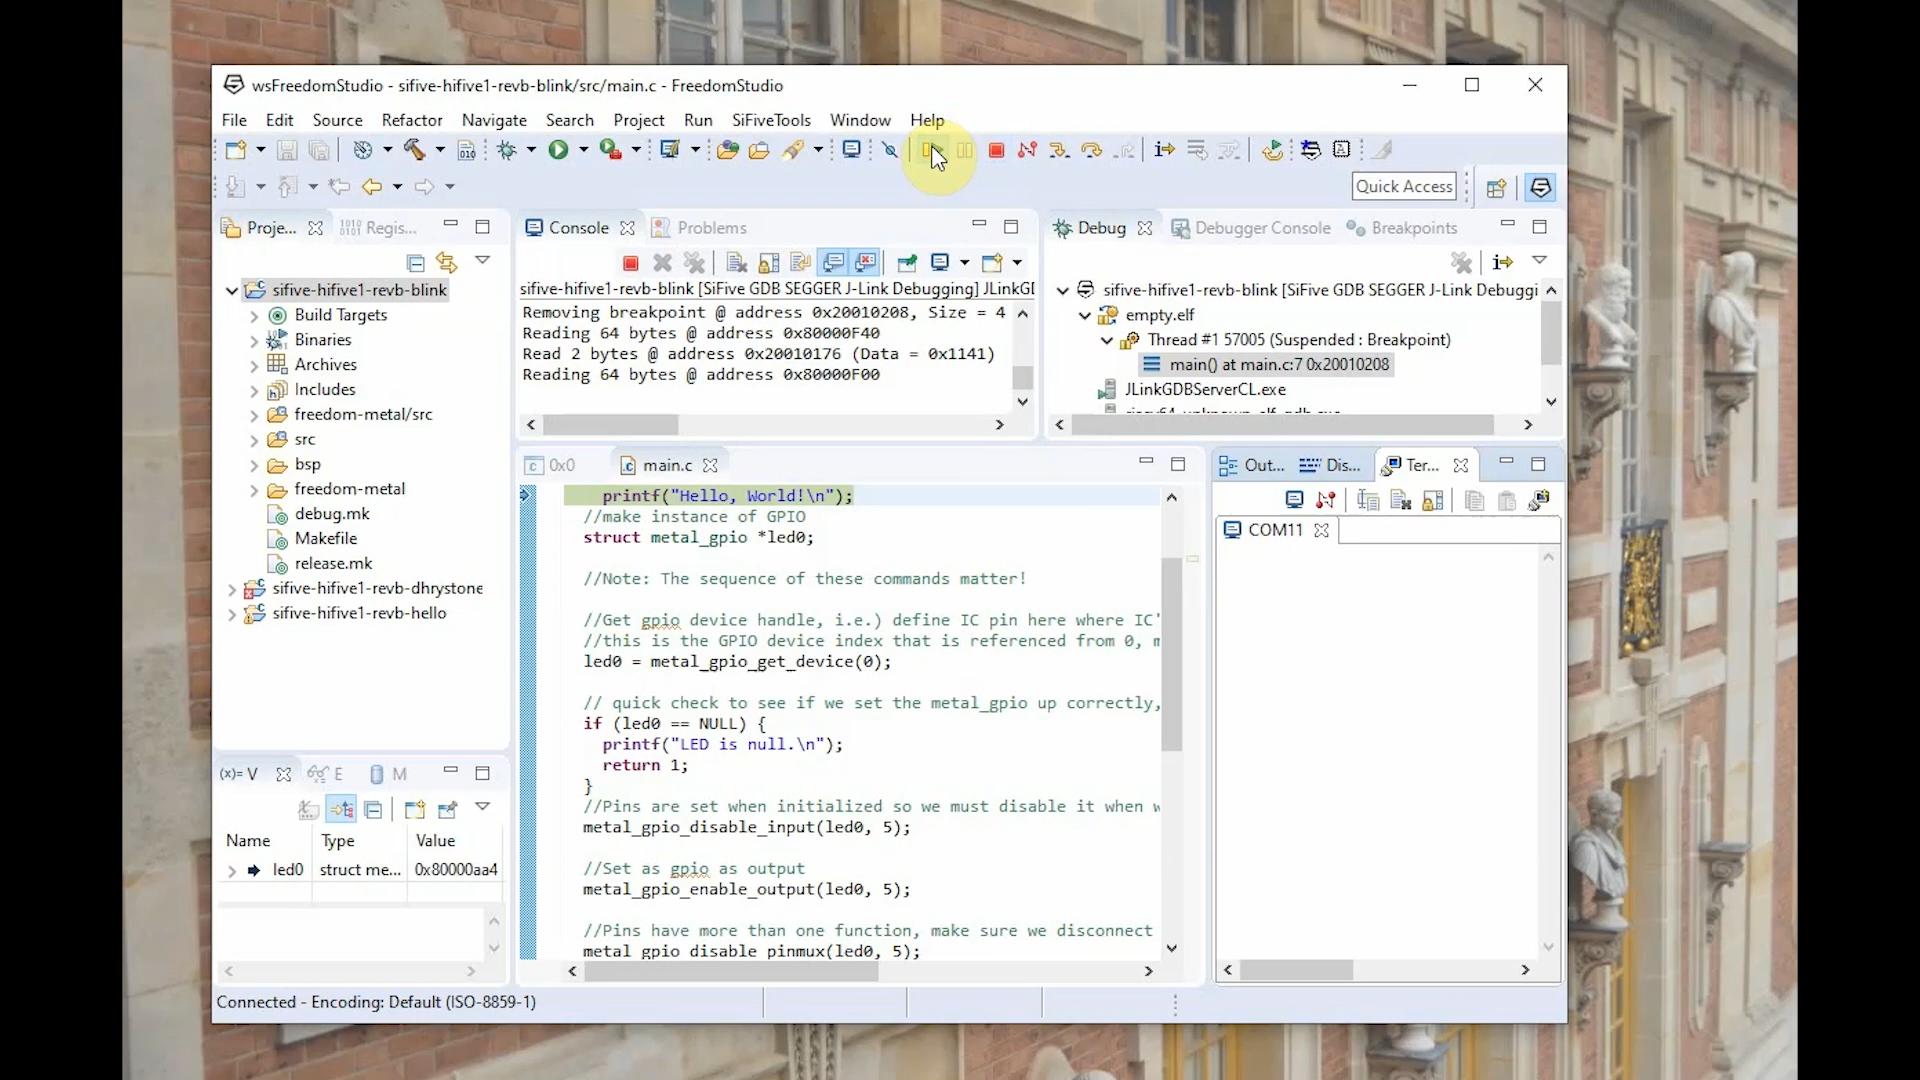 wsFreedomStudio - sifive-hifive1-revb-blink/src/main.c - FreedomStudio
File Edit Source Refactor Navigate Search Project Run SiFiveTools Window Help
Quick Access
Proje... Regis...
sifive-hifive1-revb-blink
Build Targets
Binaries
Archives
Includes
freedom-metal/src
src
bsp
freedom-metal
debug.mk
Makefile
release.mk
sifive-hifive1-revb-dhrystone
sifive-hifive1-revb-hello
(x)= V E M
Name Type Value
led0 struct me... 0x80000aa4
Console Problems
sifive-hifive1-revb-blink [SiFive GDB SEGGER J-Link Debugging] JLinkGD
Removing breakpoint @ address 0x20010208, Size = 4
Reading 64 bytes @ address 0x80000F40
Read 2 bytes @ address 0x20010176 (Data = 0x1141)
Reading 64 bytes @ address 0x80000F00
Debug Debugger Console Breakpoints
sifive-hifive1-revb-blink [SiFive GDB SEGGER J-Link Debuggi
empty.elf
Thread #1 57005 (Suspended : Breakpoint)
main() at main.c:7 0x20010208
JLinkGDBServerCL.exe
0x0 main.c
printf("Hello, World!\n");
//make instance of GPIO
struct metal_gpio *led0;
//Note: The sequence of these commands matter!
//Get gpio device handle, i.e.) define IC pin here where IC'
//this is the GPIO device index that is referenced from 0, m
led0 = metal_gpio_get_device(0);
// quick check to see if we set the metal_gpio up correctly,
if (led0 == NULL) {
printf("LED is null.\n");
return 1;
}
//Pins are set when initialized so we must disable it when w
metal_gpio_disable_input(led0, 5);
//Set as gpio as output
metal_gpio_enable_output(led0, 5);
//Pins have more than one function, make sure we disconnect
metal_gpio_disable_pinmux(led0, 5);
Out... Dis... Ter...
COM11
Connected - Encoding: Default (ISO-8859-1)